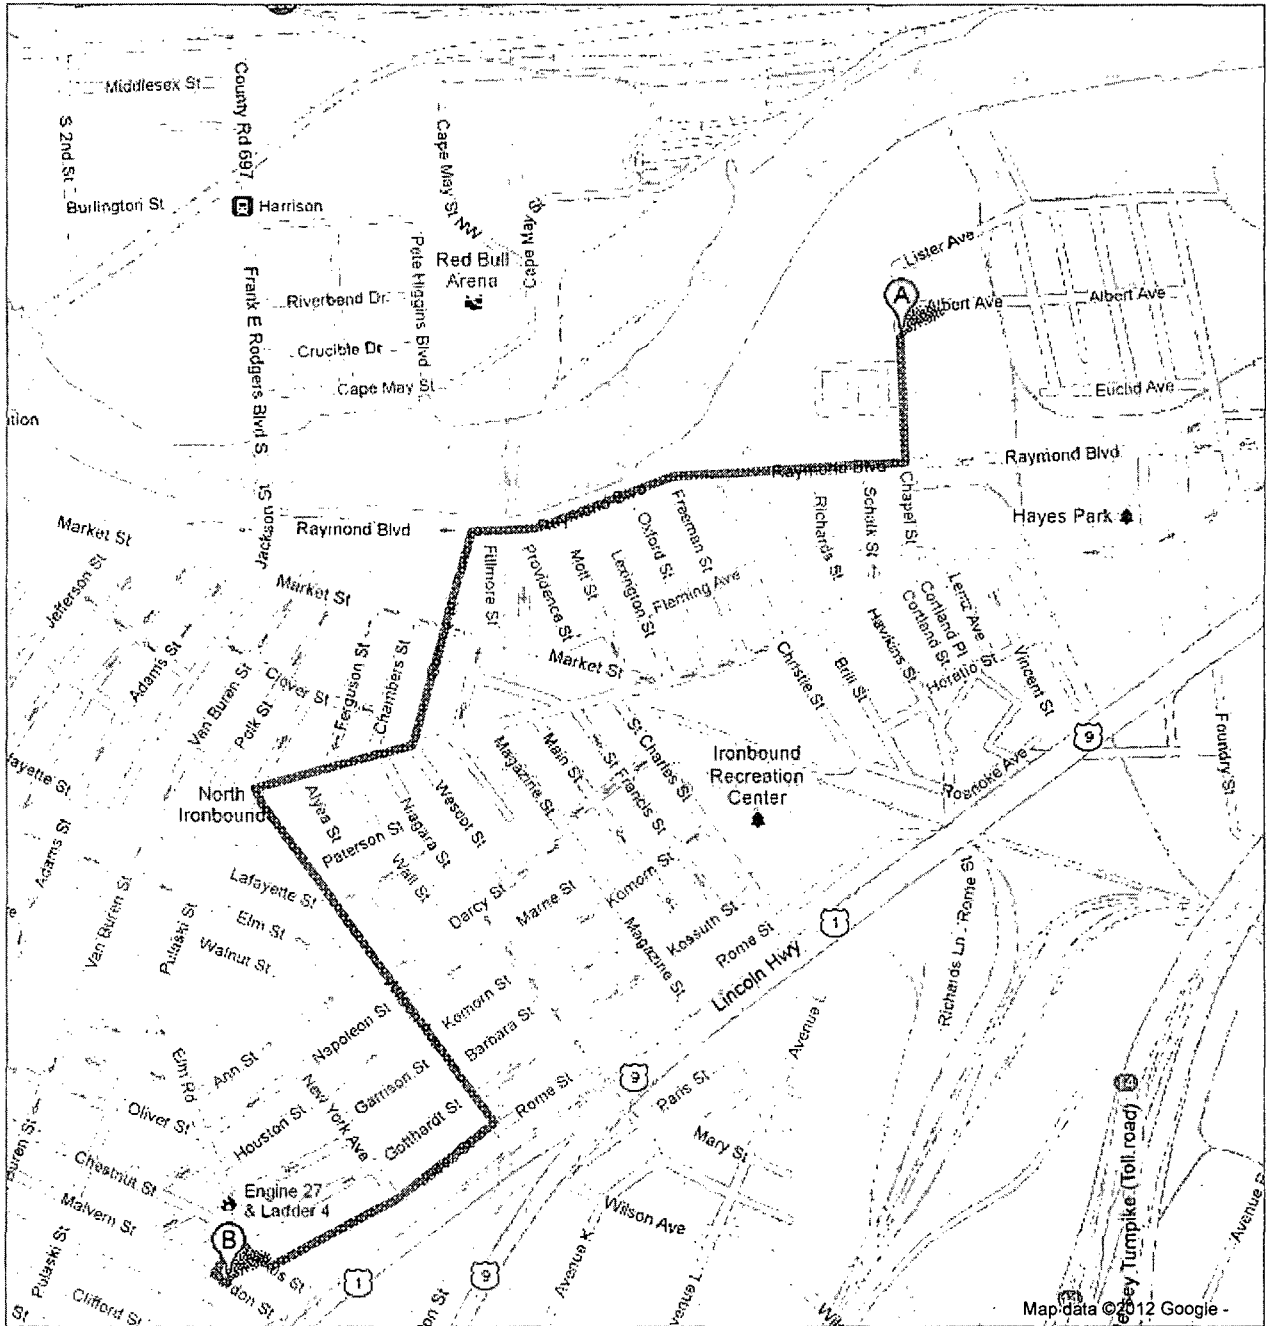 Middlesex St
County Rd 697
S 2nd St
Burlington St
Harrison
Cape May St
NW
Cape May St
Red Bull
Arena
Pete Higgins Blvd
Frank E Rodgers Blvd S
Riverbend Dr
Crucible Dr
Cape May St
Lister Ave
A
Albert Ave
Albert Ave
Euclid Ave
Raymond Blvd
Raymond Blvd
Raymond Blvd
Raymond Blvd
Hayes Park
Market St
Jackson St
Jefferson St
Market St
Fillmore St
Providence St
Mott St
Lexington St
Oxford St
Freeman St
Fleming Ave
Richards St
Schalk St
Chapel St
Adams St
Van Buren St
Polk St
Clover St
Ferguson St
Chambers St
Market St
Christie St
Brill St
Hawkins St
Cortland St
Cortland Pl
Lentz Ave
Horatio St
Vincent St
9
Foundry St
Roanoke Ave
St Charles St
St Francis St
Main St
Magazine St
Ironbound
Recreation
Center
North
Ironbound
Alyea St
Paterson St
Niagara St
Wescot St
Wall St
Adams St
Lafayette St
Elm St
Walnut St
Van Buren St
Pulaski St
Darcy St
Marne St
Komorn St
Kossuth St
Rome St
Magazine St
Lincoln Hwy
1
Richards Ln - Rome St
Komorn St
Barbara St
Napoleon St
Ann St
Elm Rd
Oliver St
Houston St
New York Ave
Garrison St
Gotthardt St
Rome St
9
Paris St
Mary St
Avenue L
Chestnut St
Malvern St
Engine 27
& Ladder 4
B
Pulaski St
Clifford St
St
1
9
Wilson Ave
Avenue K
Map data ©2012 Google -